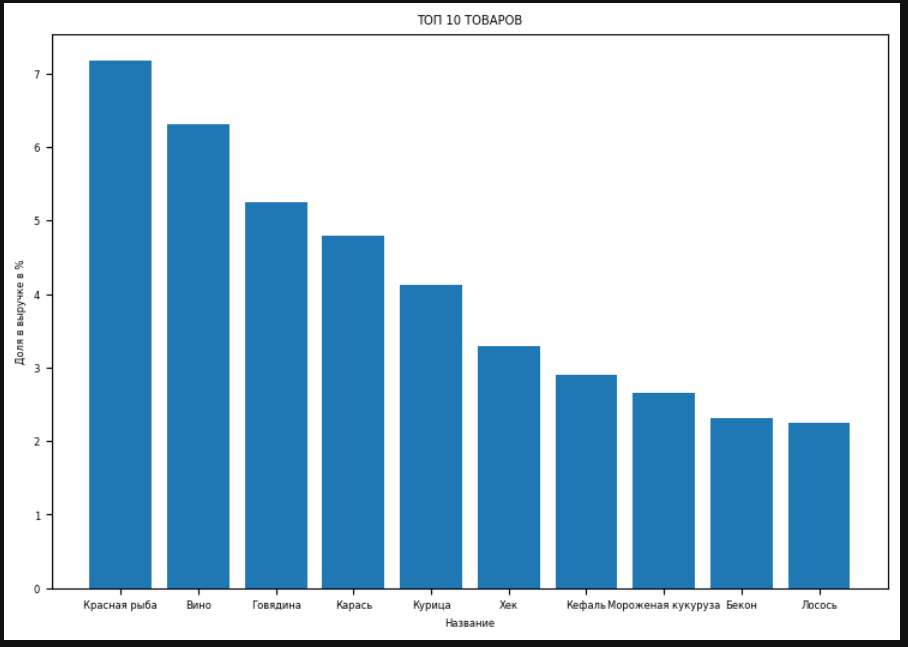 ТОП 10 ТОВАРОВ
Доля в выручке в %
7
6
5
4
3
2
1
0
Красная рыба Вино Говядина Карась Курица Хек Кефаль Мороженая кукуруза Бекон Лосось
Название